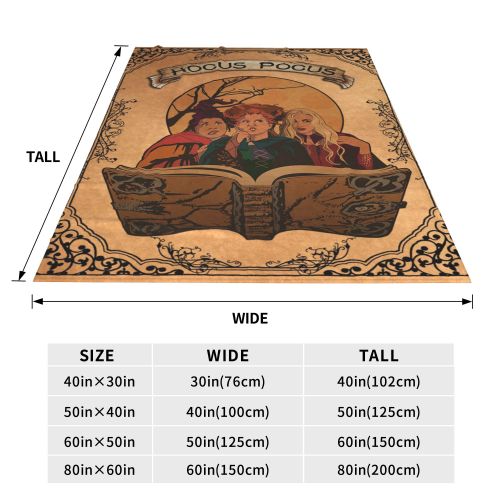 HOCUS POCUS
TALL
WIDE
SIZE WIDE TALL
40in×30in 30in(76cm) 40in(102cm)
50in×40in 40in(100cm) 50in(125cm)
60in×50in 50in(125cm) 60in(150cm)
80in×60in 60in(150cm) 80in(200cm)